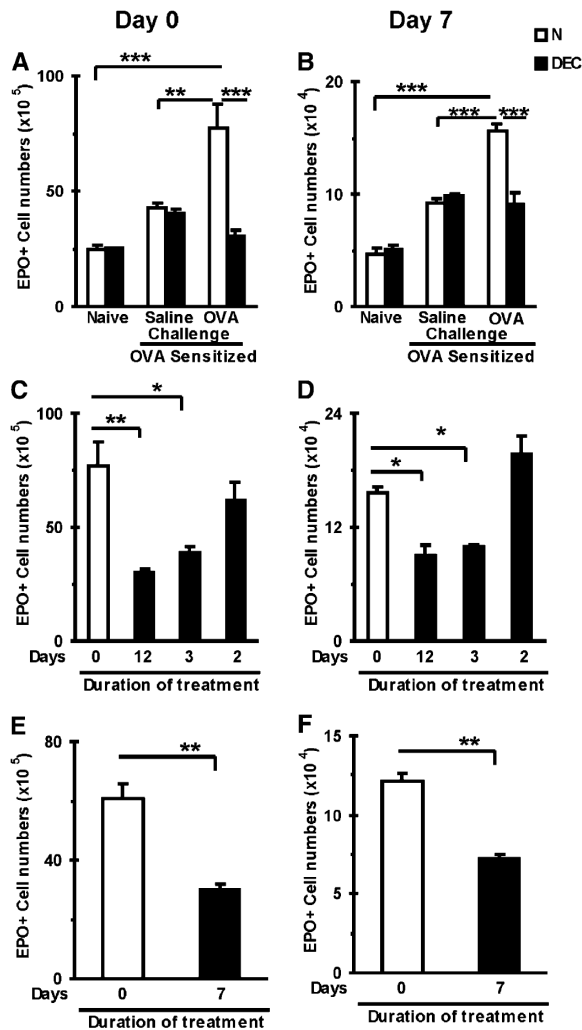 Day 0
Day 7
N
DEC
A
EPO+ Cell numbers (x10 5)
100
50
25
0
***
**
***
Naive
Saline
OVA
Challenge
OVA Sensitized
B
EPO+ Cell numbers (x10 4)
20
10
5
0
***
***
***
Naive
Saline
OVA
Challenge
OVA Sensitized
C
EPO+ Cell numbers (x10 5)
100
50
0
**
*
Days
0
12
3
2
Duration of treatment
D
EPO+ Cell numbers (x10 4)
24
12
6
0
*
*
Days
0
12
3
2
Duration of treatment
E
EPO+ Cell numbers (x10 5)
80
40
0
**
Days
0
7
Duration of treatment
F
EPO+ Cell numbers (x10 4)
15
10
5
0
**
Days
0
7
Duration of treatment